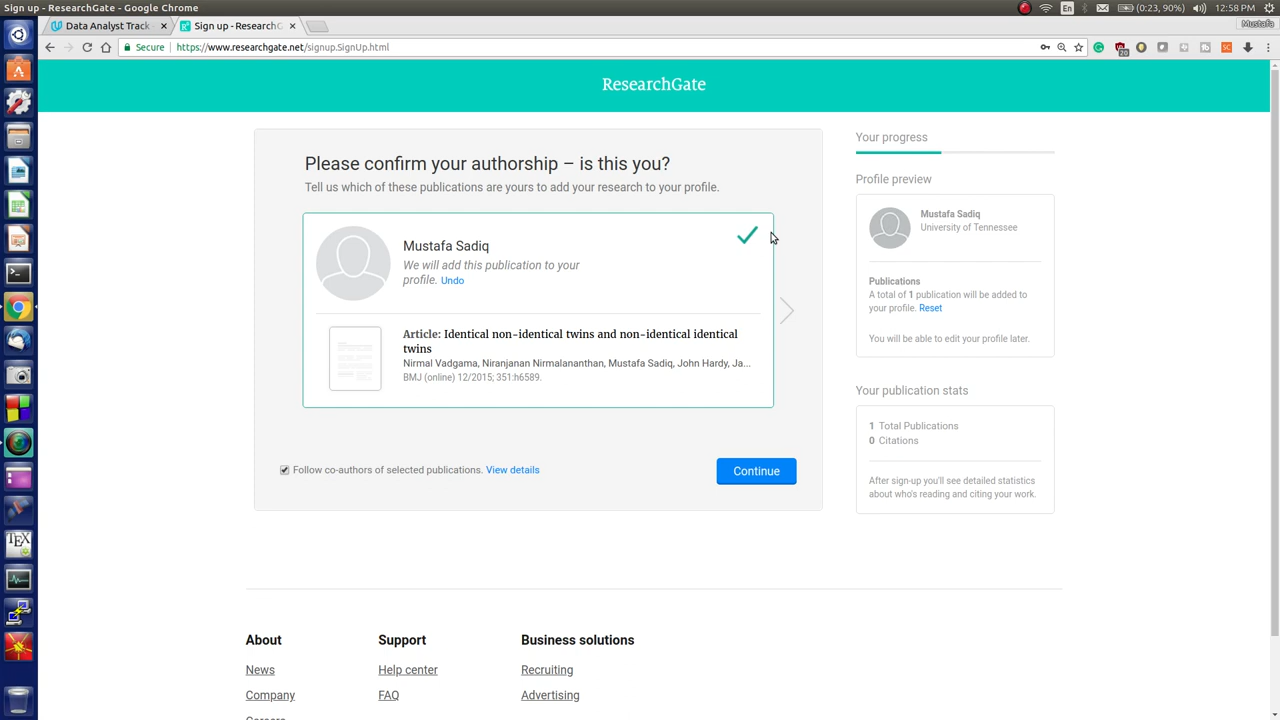 Sign up - ResearchGate - Google Chrome
En
(0:23, 90%)
12:58 PM
Data Analyst Track
Sign up - ResearchG
Mustafa
Secure
https://www.researchgate.net/signup.SignUp.html
20
SC
ResearchGate
Please confirm your authorship – is this you?
Tell us which of these publications are yours to add your research to your profile.
Mustafa Sadiq
We will add this publication to your
profile. Undo
Article: Identical non-identical twins and non-identical identical
twins
Nirmal Vadgama, Niranjanan Nirmalananthan, Mustafa Sadiq, John Hardy, Ja...
BMJ (online) 12/2015; 351:h6589.
Follow co-authors of selected publications. View details
Continue
Your progress
Profile preview
Mustafa Sadiq
University of Tennessee
Publications
A total of 1 publication will be added to
your profile. Reset
You will be able to edit your profile later.
Your publication stats
1 Total Publications
0 Citations
After sign-up you'll see detailed statistics
about who's reading and citing your work.
About
Support
Business solutions
News
Help center
Recruiting
Company
FAQ
Advertising
Careers
TEX